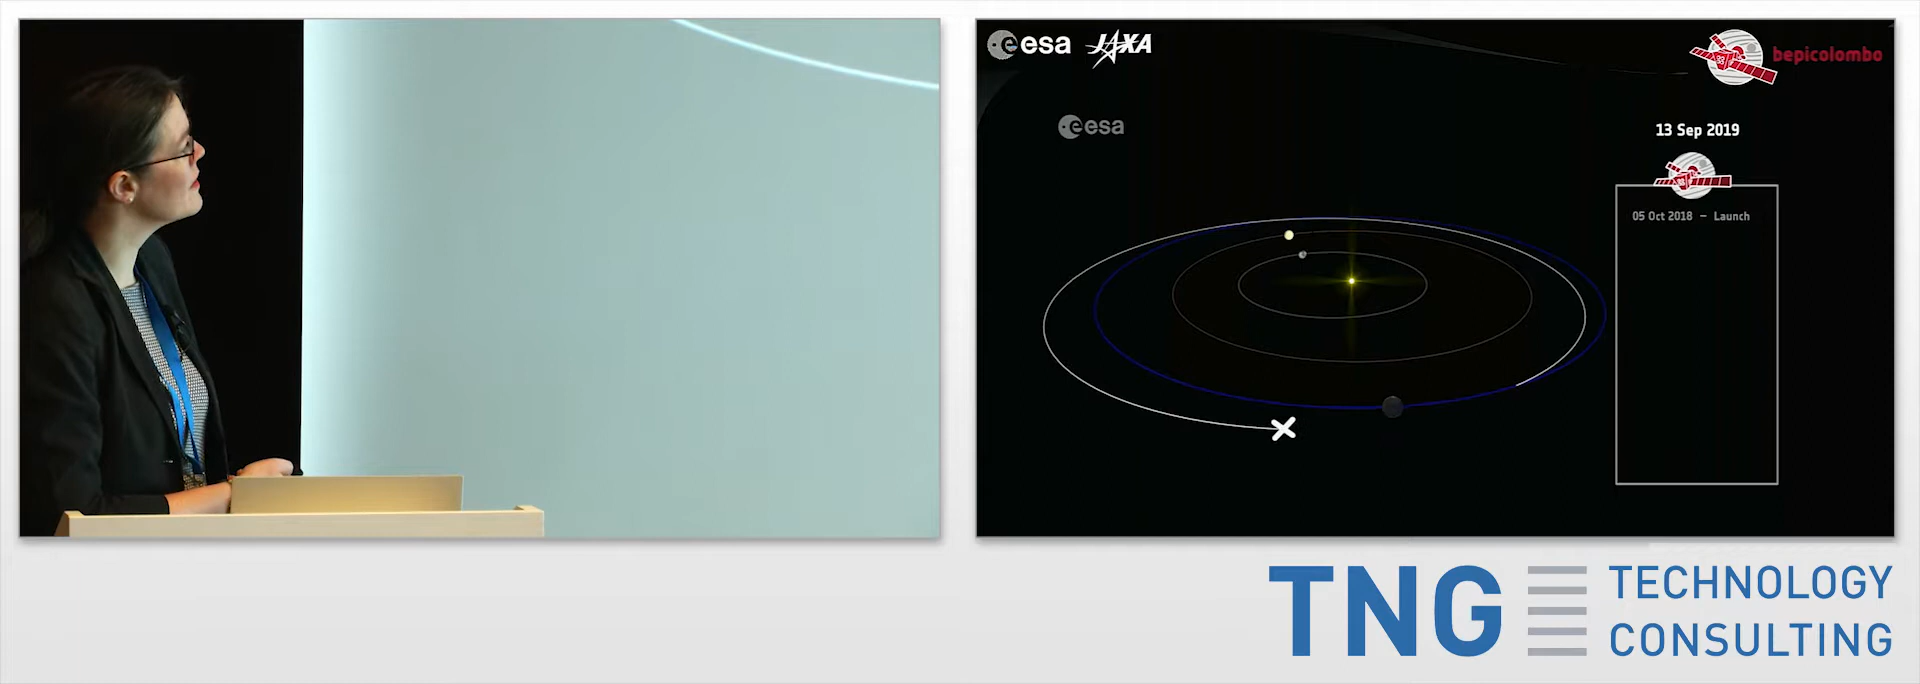 esa JAXA
bepicolombo
esa
13 Sep 2019
05 Oct 2018 – Launch
TNG TECHNOLOGY
CONSULTING